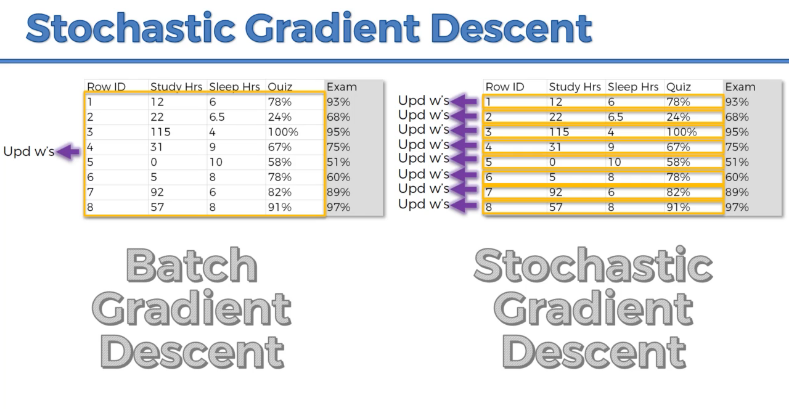 Stochastic Gradient Descent
Row ID Study Hrs Sleep Hrs Quiz Exam
1 12 6 78% 93%
2 22 6.5 24% 68%
3 115 4 100% 95%
4 31 9 67% 75%
5 0 10 58% 51%
6 5 8 78% 60%
7 92 6 82% 89%
8 57 8 91% 97%
Upd w's
Batch
Gradient
Descent
Row ID Study Hrs Sleep Hrs Quiz Exam
Upd w's 1 12 6 78% 93%
Upd w's 2 22 6.5 24% 68%
Upd w's 3 115 4 100% 95%
Upd w's 4 31 9 67% 75%
Upd w's 5 0 10 58% 51%
Upd w's 6 5 8 78% 60%
Upd w's 7 92 6 82% 89%
Upd w's 8 57 8 91% 97%
Stochastic
Gradient
Descent